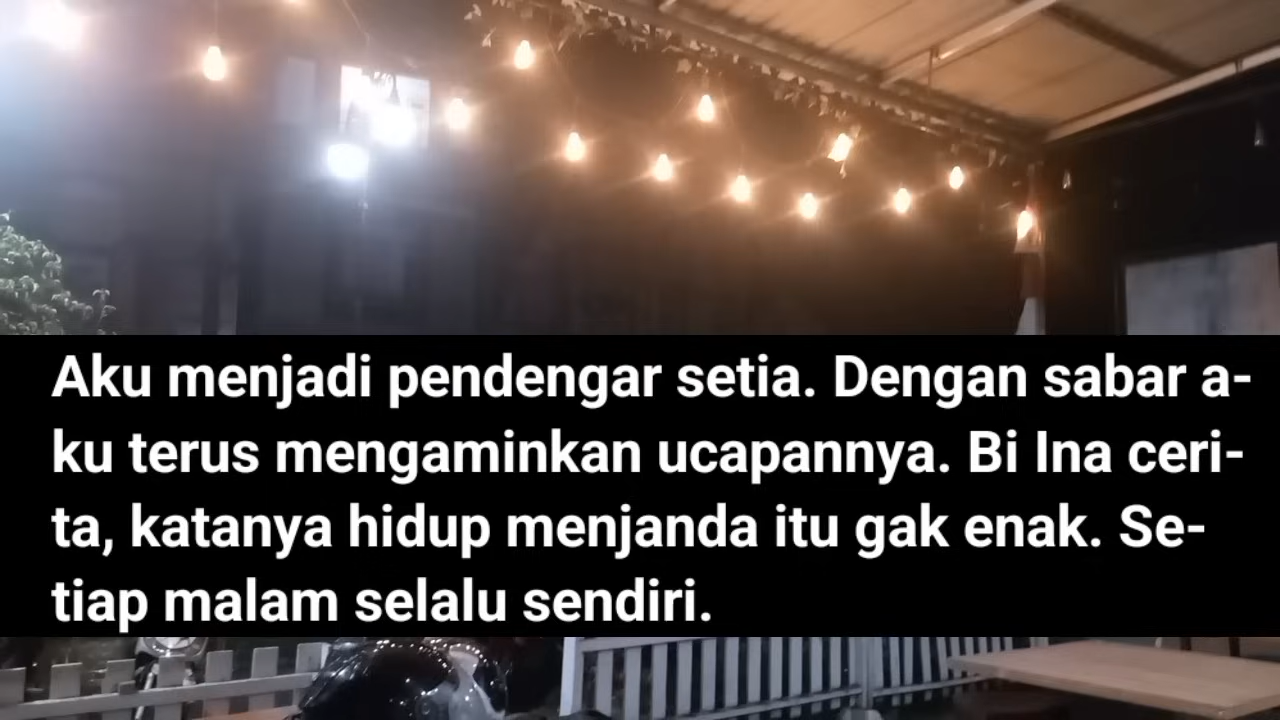 Aku menjadi pendengar setia. Dengan sabar a-
ku terus mengaminkan ucapannya. Bi Ina ceri-
ta, katanya hidup menjanda itu gak enak. Se-
tiap malam selalu sendiri.